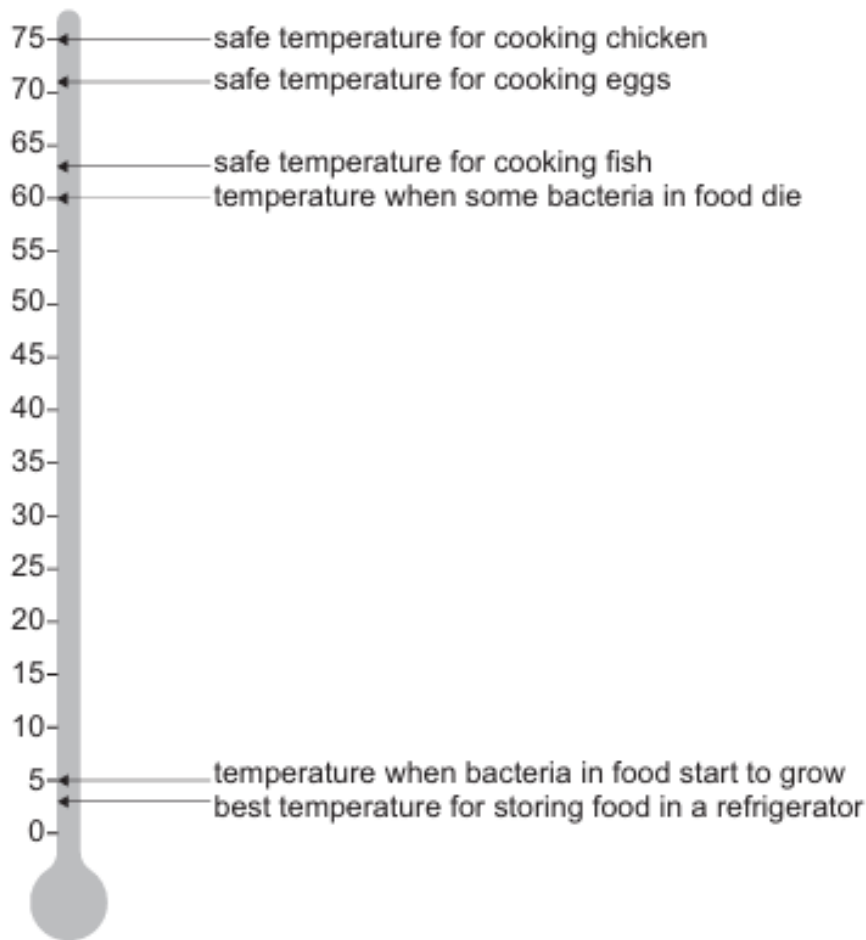 75 safe temperature for cooking chicken
70 safe temperature for cooking eggs
65
safe temperature for cooking fish
60 temperature when some bacteria in food die
55
50
45
40
35
30
25
20
15
10
5 temperature when bacteria in food start to grow
best temperature for storing food in a refrigerator
0